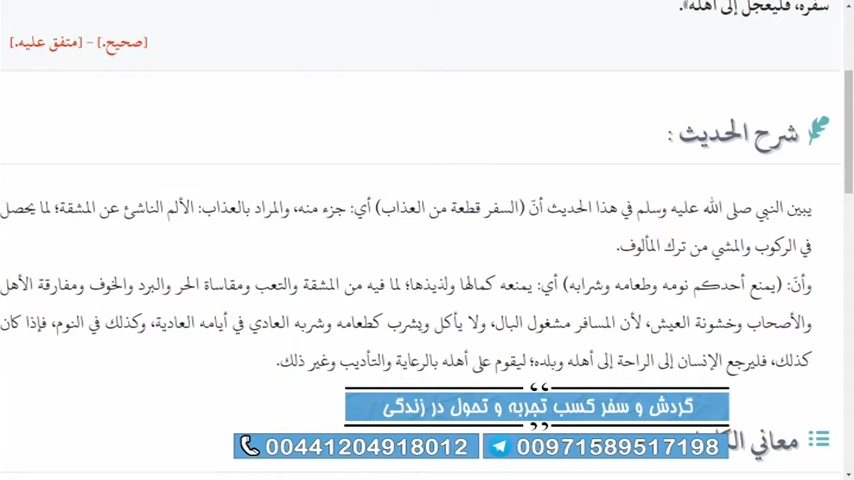 سفره، فليعجل إلى أهله».
[صحيح.] – [متفق عليه.]
شرح الحديث :
يبين النبي صلى الله عليه وسلم في هذا الحديث أنّ (السفر قطعة من العذاب) أي: جزء منه، والمراد بالعذاب: الألم الناشئ عن المشقة؛ لما يحصل
في الركوب والمشي من ترك المألوف.
وأنّ: (يمنع أحدكم نومه وطعامه وشرابه) أي: يمنعه كمالها ولذيذها؛ لما فيه من المشقة والتعب ومقاساة الحر والبرد والخوف ومفارقة الأهل
والأصحاب وخشونة العيش، لأن المسافر مشغول البال، ولا يأكل ويشرب كطعامه وشربه العادي في أيامه العادية، وكذلك في النوم، فإذا كان
كذلك، فليرجع الإنسان إلى الراحة إلى أهله وبلده؛ ليقوم على أهله بالرعاية والتأديب وغير ذلك.
گردش و سفر کسب تجربه و تحول در زندگی
معاني
00441204918012 00971589517198